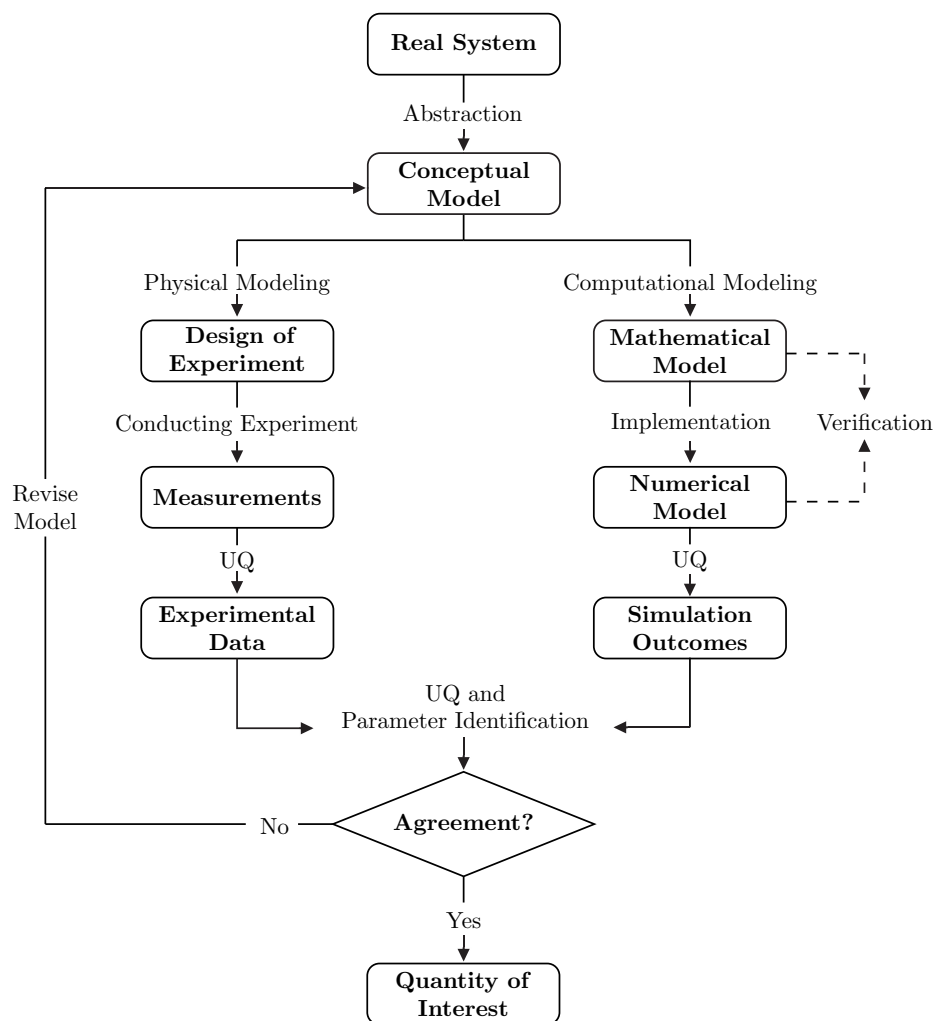 Real System
Abstraction
Conceptual
Model
Physical Modeling
Computational Modeling
Design of
Experiment
Mathematical
Model
Conducting Experiment
Implementation
Verification
Measurements
Numerical
Model
Revise
Model
UQ
UQ
Experimental
Data
Simulation
Outcomes
UQ and
Parameter Identification
Agreement?
No
Yes
Quantity of
Interest